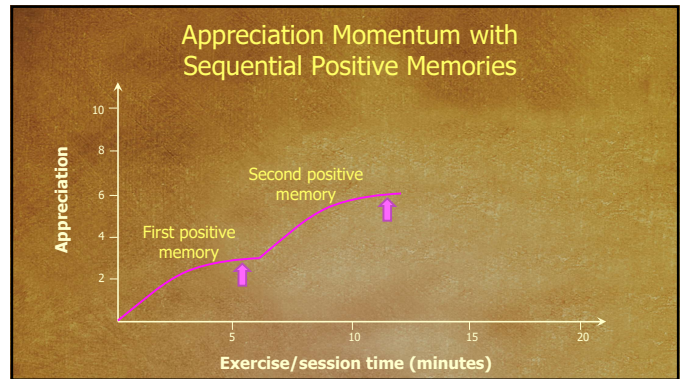 Appreciation Momentum with
Sequential Positive Memories
10
8
6
4
2
Appreciation
Second positive
memory
First positive
memory
5
10
15
20
Exercise/session time (minutes)